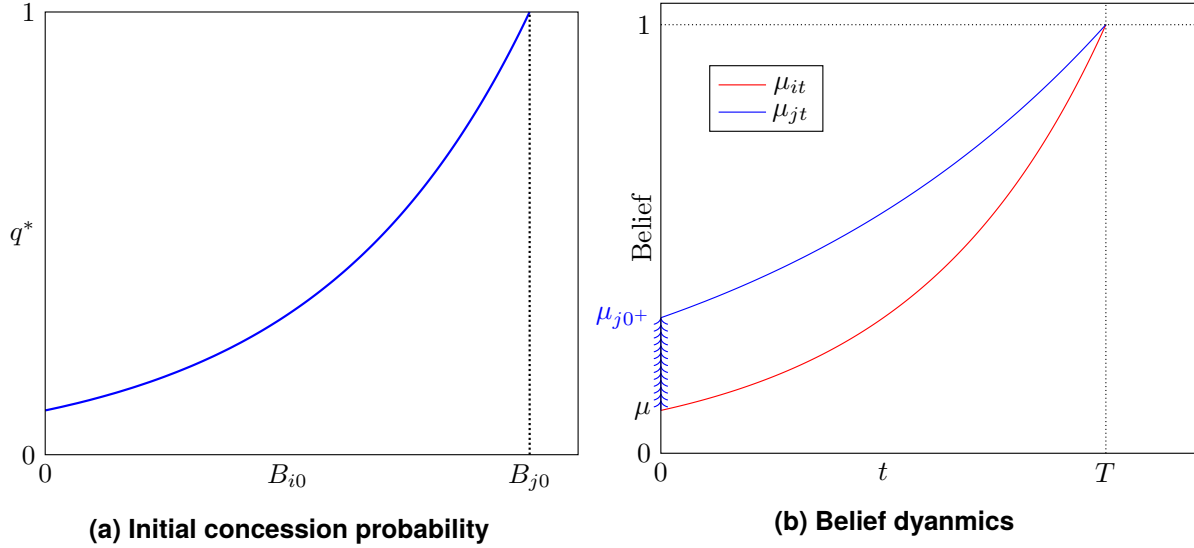 1
q*
0
0
B_{i0}
B_{j0}
(a) Initial concession probability
1
μ_{it}
μ_{jt}
Belief
μ_{j0⁺}
μ
0
0
t
T
(b) Belief dyanmics